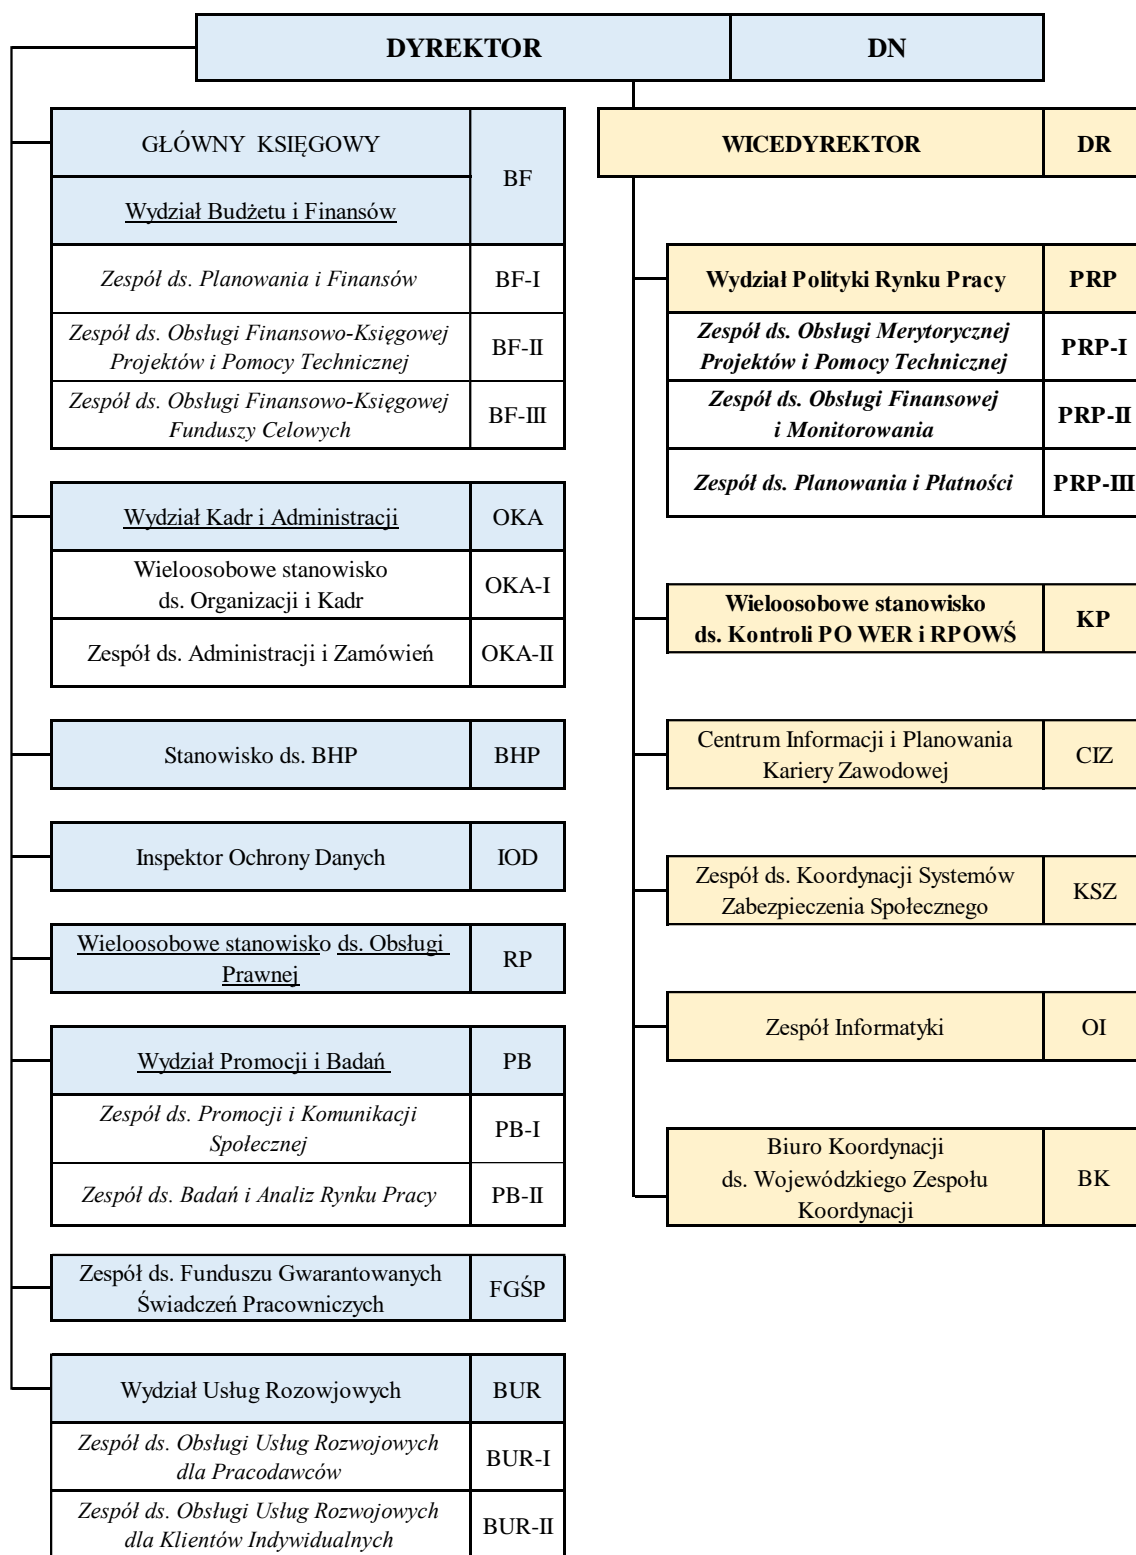 DYREKTOR DN
GŁÓWNY KSIĘGOWY
BF
Wydział Budżetu i Finansów
Zespół ds. Planowania i Finansów BF-I
Zespół ds. Obsługi Finansowo-Księgowej
Projektów i Pomocy Technicznej
BF-II
Zespół ds. Obsługi Finansowo-Księgowej
Funduszy Celowych
BF-III
Wydział Kadr i Administracji OKA
Wieloosobowe stanowisko
ds. Organizacji i Kadr
OKA-I
Zespół ds. Administracji i Zamówień OKA-II
Stanowisko ds. BHP BHP
Inspektor Ochrony Danych IOD
Wieloosobowe stanowisko ds. Obsługi
Prawnej
RP
Wydział Promocji i Badań PB
Zespół ds. Promocji i Komunikacji
Społecznej
PB-I
Zespół ds. Badań i Analiz Rynku Pracy PB-II
Zespół ds. Funduszu Gwarantowanych
Świadczeń Pracowniczych
FGŚP
Wydział Usług Rozowjowych BUR
Zespół ds. Obsługi Usług Rozwojowych
dla Pracodawców
BUR-I
Zespół ds. Obsługi Usług Rozwojowych
dla Klientów Indywidualnych
BUR-II
WICEDYREKTOR DR
Wydział Polityki Rynku Pracy PRP
Zespół ds. Obsługi Merytorycznej
Projektów i Pomocy Technicznej
PRP-I
Zespół ds. Obsługi Finansowej
i Monitorowania
PRP-II
Zespół ds. Planowania i Płatności PRP-III
Wieloosobowe stanowisko
ds. Kontroli PO WER i RPOWŚ
KP
Centrum Informacji i Planowania
Kariery Zawodowej
CIZ
Zespół ds. Koordynacji Systemów
Zabezpieczenia Społecznego
KSZ
Zespół Informatyki OI
Biuro Koordynacji
ds. Wojewódzkiego Zespołu
Koordynacji
BK